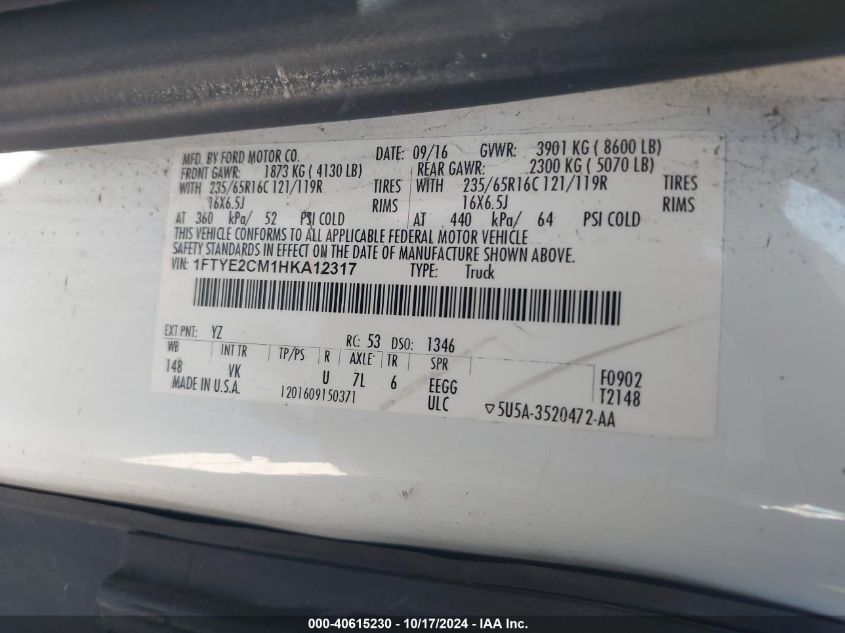 MFD. BY FORD MOTOR CO. DATE: 09/16 GVWR: 3901 KG ( 8600 LB)
FRONT GAWR: 1873 KG ( 4130 LB) REAR GAWR: 2300 KG ( 5070 LB)
WITH 235/65R16C 121/119R TIRES WITH 235/65R16C 121/119R TIRES
16X6.5J RIMS 16X6.5J RIMS
AT 360 kPa/ 52 PSI COLD AT 440 kPa/ 64 PSI COLD
THIS VEHICLE CONFORMS TO ALL APPLICABLE FEDERAL MOTOR VEHICLE
SAFETY STANDARDS IN EFFECT ON THE DATE OF MANUFACTURE SHOWN ABOVE.
VIN: 1FTYE2CM1HKA12317 TYPE: Truck
EXT PNT: YZ RC: 53 DSO: 1346
WB INT TR TP/PS R AXLE TR SPR
148 VK U 7L 6 EEGG F0902
MADE IN U.S.A. 1201609150371 ULC ▽5U5A-3520472-AA T2148
000-40615230 - 10/17/2024 - IAA Inc.